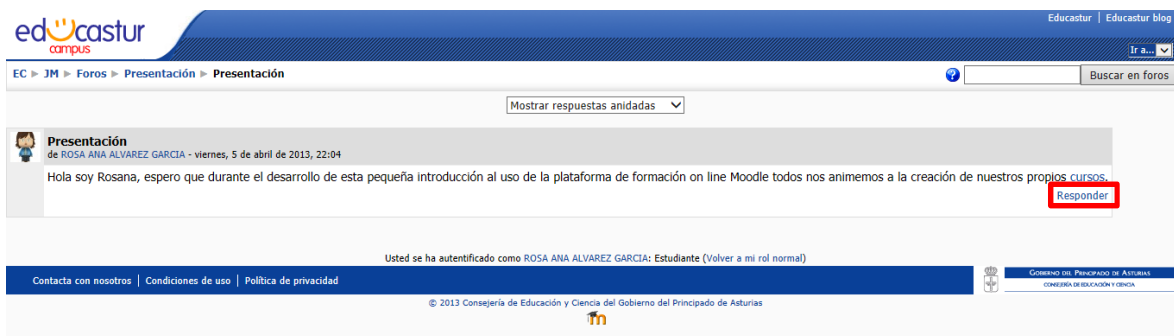 Educastur | Educastur blog
educastur
campus
Ir a...
EC ► JM ► Foros ► Presentación ► Presentación
Buscar en foros
Mostrar respuestas anidadas
Presentación
de ROSA ANA ALVAREZ GARCIA - viernes, 5 de abril de 2013, 22:04
Hola soy Rosana, espero que durante el desarrollo de esta pequeña introducción al uso de la plataforma de formación on line Moodle todos nos animemos a la creación de nuestros propios cursos.
Responder
Usted se ha autentificado como ROSA ANA ALVAREZ GARCIA: Estudiante (Volver a mi rol normal)
Contacta con nosotros | Condiciones de uso | Política de privacidad
GOBIERNO DEL PRINCIPADO DE ASTURIAS
CONSEJERÍA DE EDUCACIÓN Y CIENCIA
© 2013 Consejería de Educación y Ciencia del Gobierno del Principado de Asturias